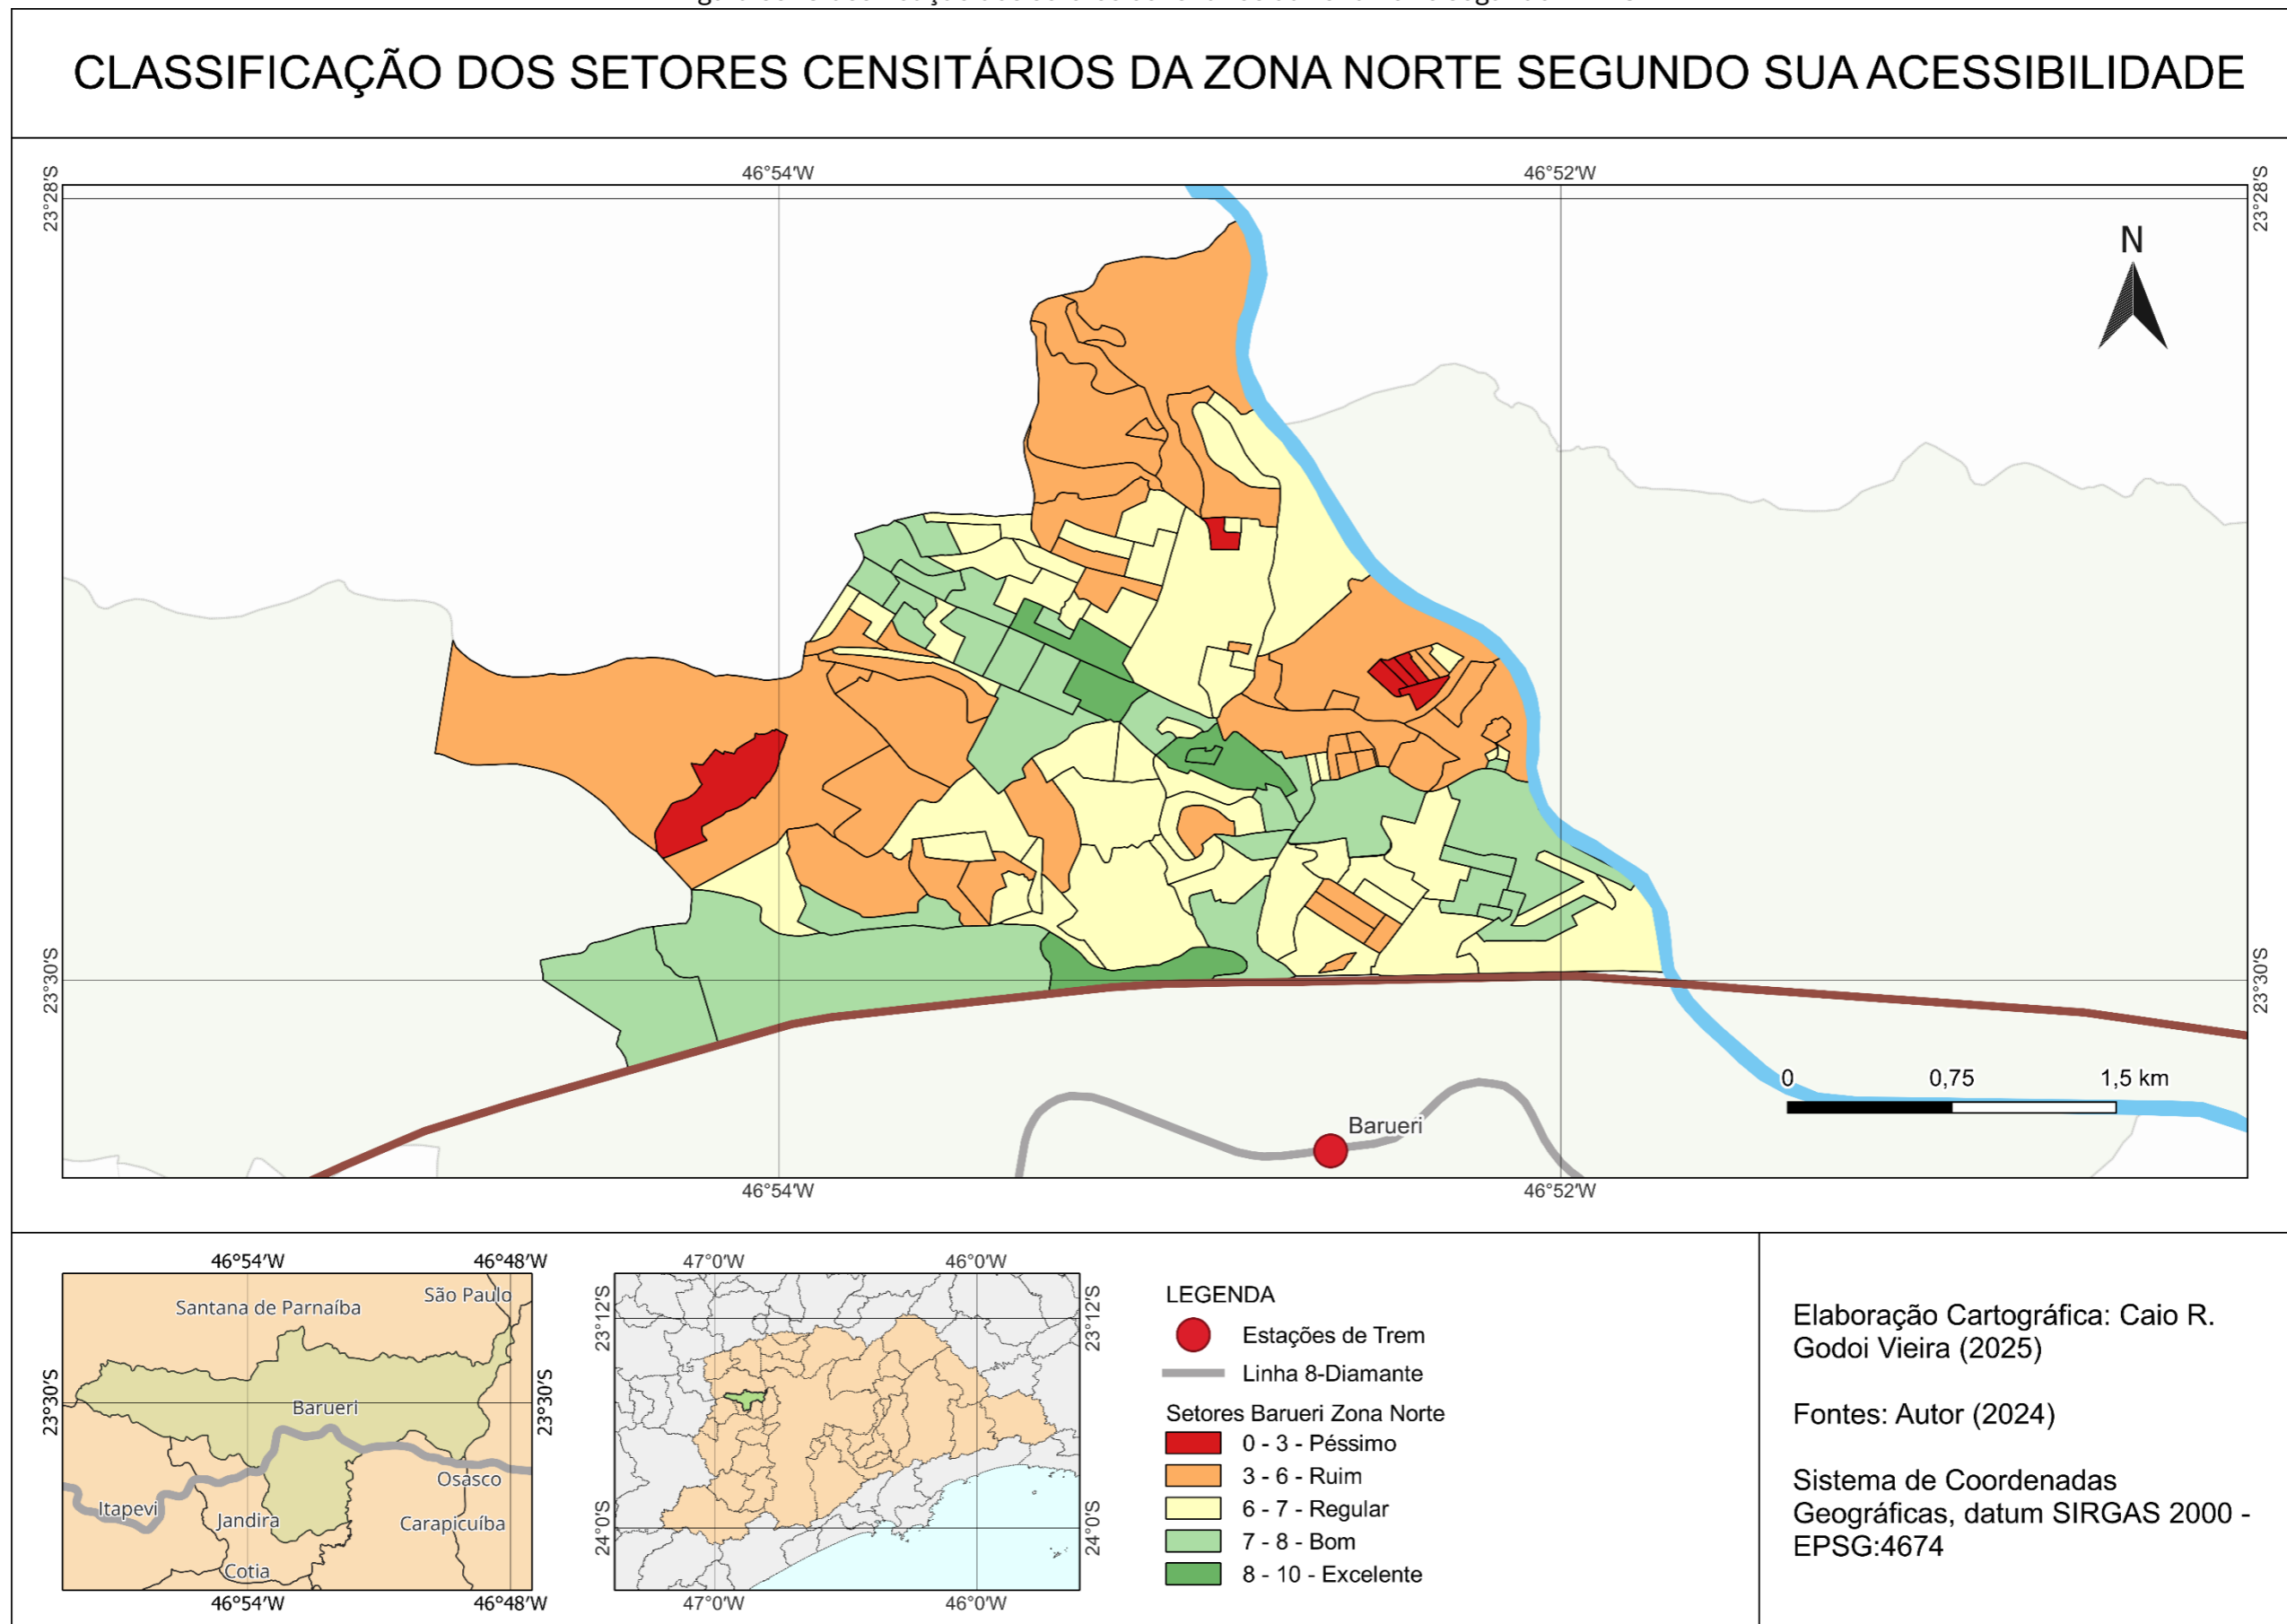 CLASSIFICAÇÃO DOS SETORES CENSITÁRIOS DA ZONA NORTE SEGUNDO SUA ACESSIBILIDADE
46°54'W
46°52'W
23°28'S
23°28'S
N
23°30'S
23°30'S
0
0,75
1,5 km
Barueri
46°54'W
46°52'W
46°54'W
46°48'W
São Paulo
Santana de Parnaíba
23°30'S
23°30'S
Barueri
Osasco
Itapevi
Jandira
Carapicuíba
Cotia
46°54'W
46°48'W
47°0'W
46°0'W
23°12'S
23°12'S
24°0'S
24°0'S
47°0'W
46°0'W
LEGENDA
Estações de Trem
Linha 8-Diamante
Setores Barueri Zona Norte
0 - 3 - Péssimo
3 - 6 - Ruim
6 - 7 - Regular
7 - 8 - Bom
8 - 10 - Excelente
Elaboração Cartográfica: Caio R.
Godoi Vieira (2025)
Fontes: Autor (2024)
Sistema de Coordenadas
Geográficas, datum SIRGAS 2000 -
EPSG:4674